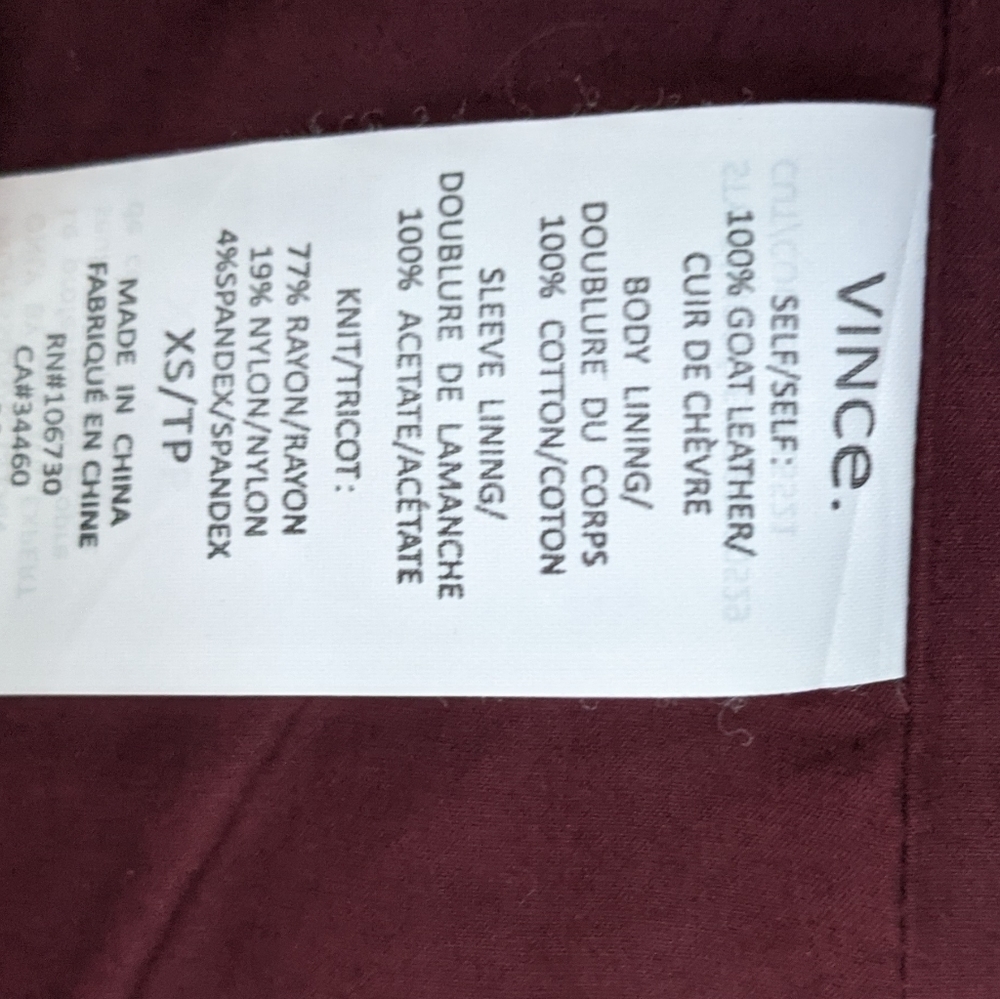 VINCE.
SELF/SELF:
100% GOAT LEATHER/
CUIR DE CHÈVRE
BODY LINING/
DOUBLURE DU CORPS
100% COTTON/COTON
SLEEVE LINING/
DOUBLURE DE LAMANCHE
100% ACETATE/ACÉTATE
KNIT/TRICOT:
77% RAYON/RAYON
19% NYLON/NYLON
4%SPANDEX/SPANDEX
XS/TP
MADE IN CHINA
FABRIQUÉ EN CHINE
RN#106730
CA#34460